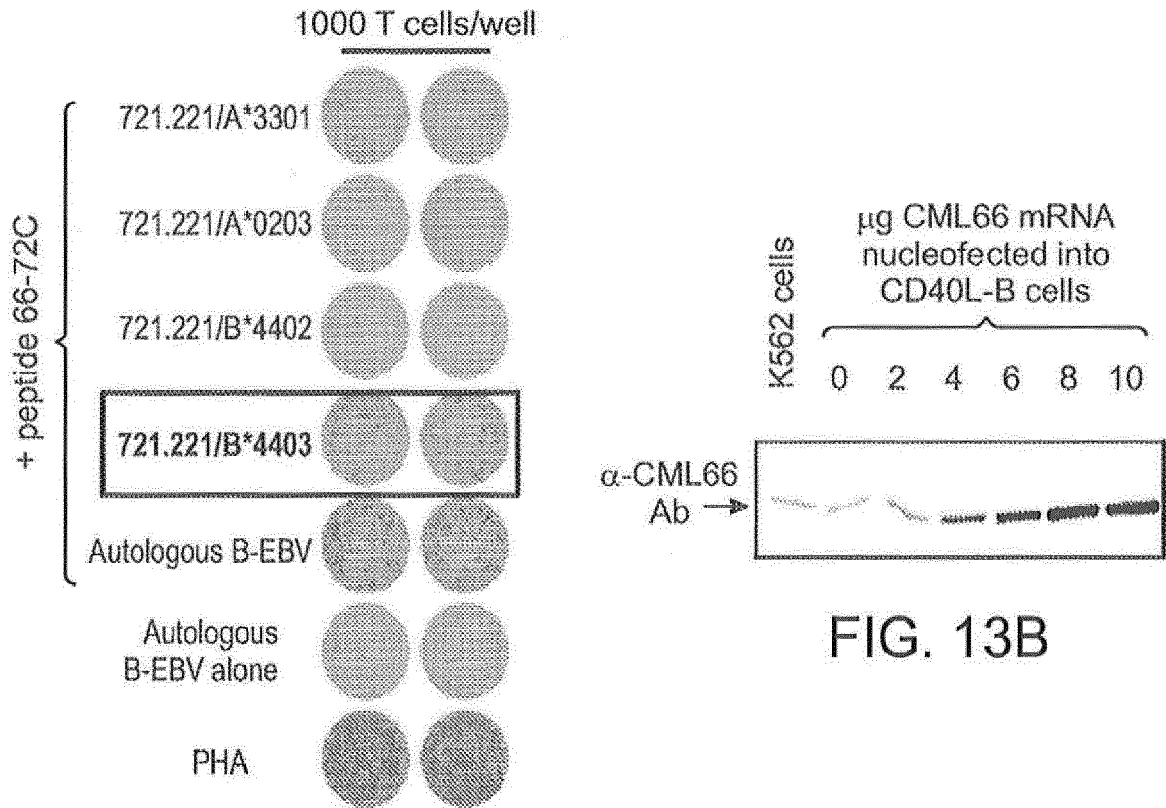 1000 T cells/well
+ peptide 66-72C
721.221/A*3301
721.221/A*0203
721.221/B*4402
721.221/B*4403
Autologous B-EBV
Autologous
B-EBV alone
PHA
K562 cells
μg CML66 mRNA
nucleofected into
CD40L-B cells
0 2 4 6 8 10
α-CML66
Ab
FIG. 13B